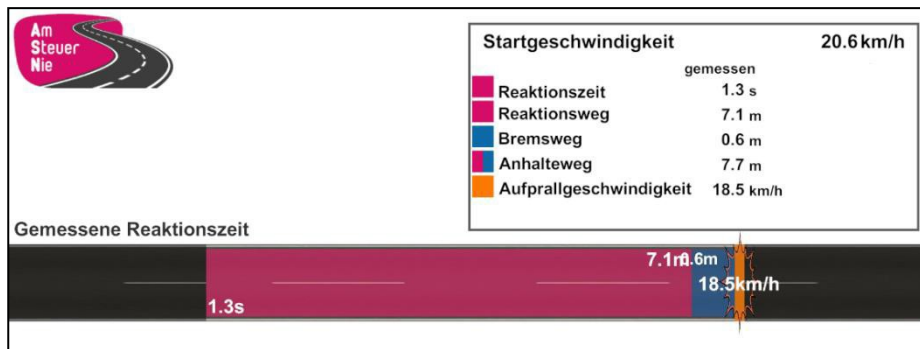 Am
Steuer
Nie
Startgeschwindigkeit 20.6 km/h
gemessen
Reaktionszeit 1.3 s
Reaktionsweg 7.1 m
Bremsweg 0.6 m
Anhalteweg 7.7 m
Aufprallgeschwindigkeit 18.5 km/h
Gemessene Reaktionszeit
7.1m 0.6m
18.5km/h
1.3s